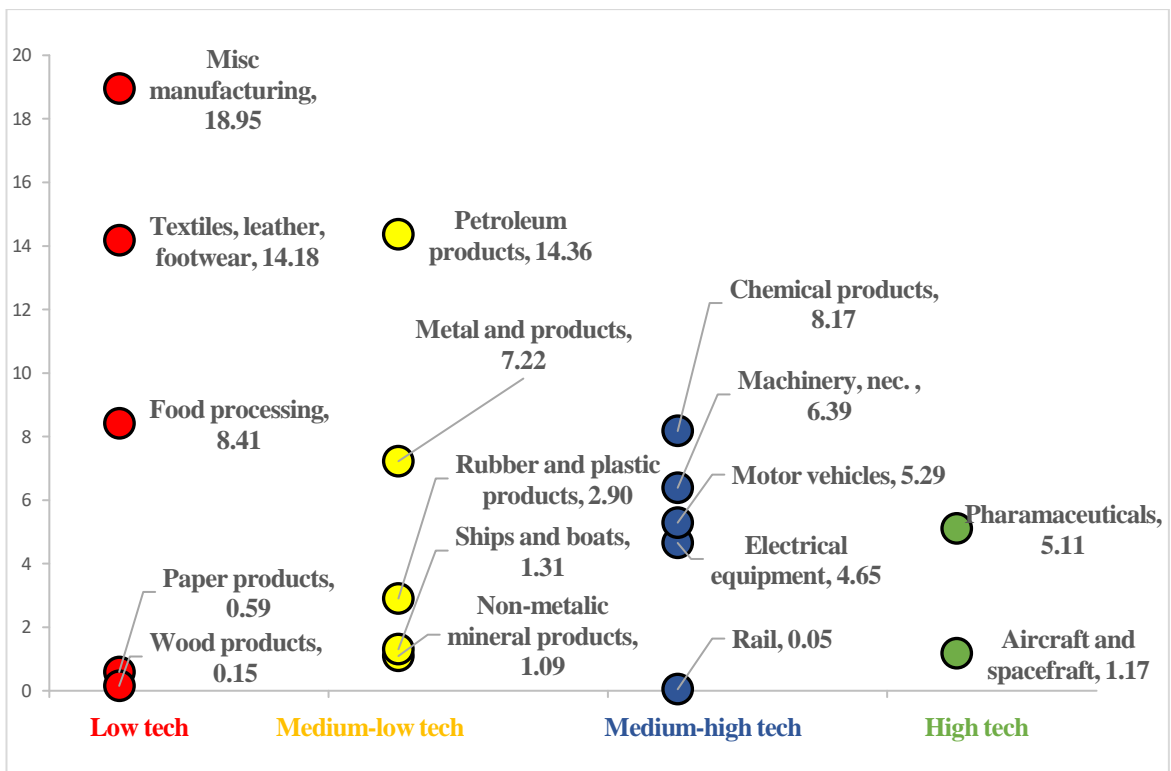 20
18
16
14
12
10
8
6
4
2
0
Misc
manufacturing,
18.95
Textiles, leather,
footwear, 14.18
Food processing,
8.41
Paper products,
0.59
Wood products,
0.15
Petroleum
products, 14.36
Metal and products,
7.22
Rubber and plastic
products, 2.90
Ships and boats,
1.31
Non-metalic
mineral products,
1.09
Chemical products,
8.17
Machinery, nec. ,
6.39
Motor vehicles, 5.29
Electrical
equipment, 4.65
Rail, 0.05
Pharamaceuticals,
5.11
Aircraft and
spacefraft, 1.17
Low tech
Medium-low tech
Medium-high tech
High tech